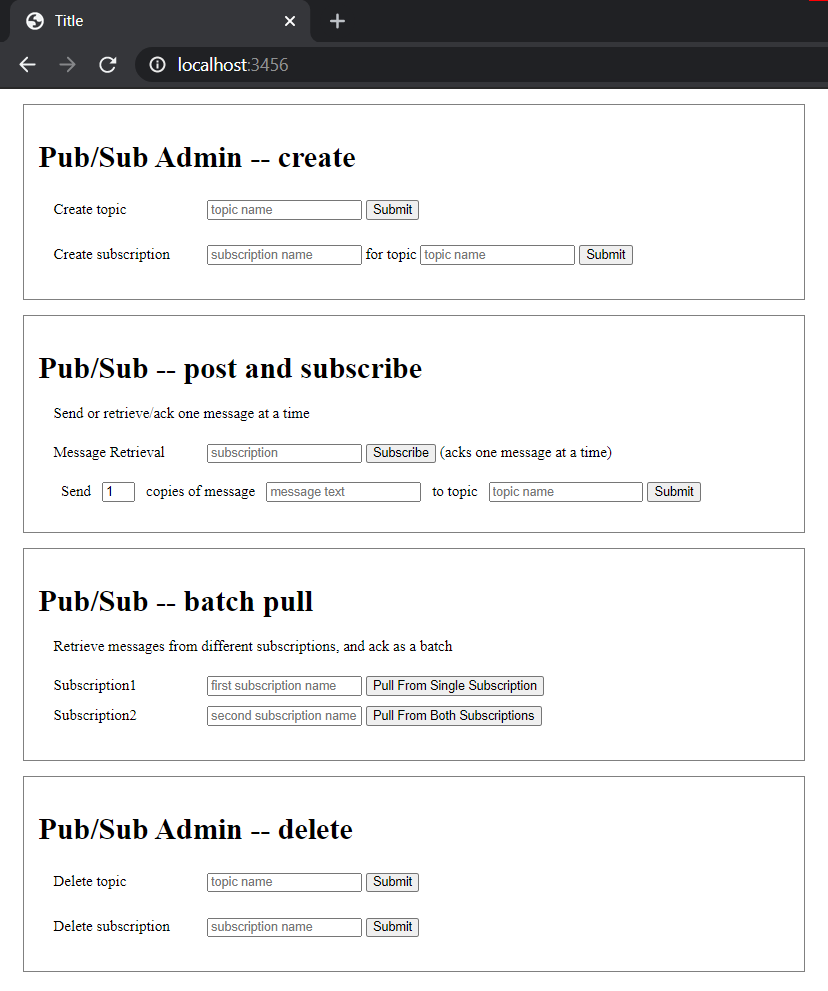 Title
localhost:3456
Pub/Sub Admin -- create
Create topic topic name Submit
Create subscription subscription name for topic topic name Submit
Pub/Sub -- post and subscribe
Send or retrieve/ack one message at a time
Message Retrieval subscription Subscribe (acks one message at a time)
Send 1 copies of message message text to topic topic name Submit
Pub/Sub -- batch pull
Retrieve messages from different subscriptions, and ack as a batch
Subscription1 first subscription name Pull From Single Subscription
Subscription2 second subscription name Pull From Both Subscriptions
Pub/Sub Admin -- delete
Delete topic topic name Submit
Delete subscription subscription name Submit